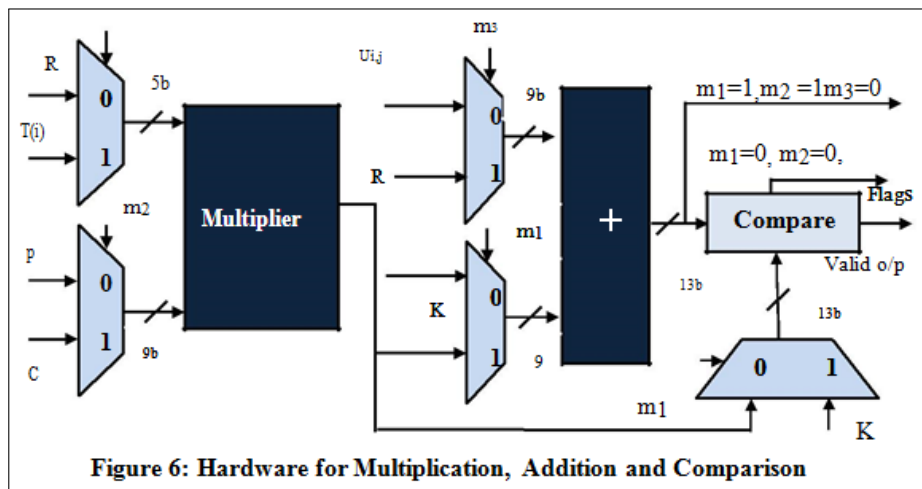 m3
R
5b
Ui,j
9b
m1=1,m2 =1m3=0
0
T(i)
0
1
R
1
m1=0, m2=0,
Flags
m2
Multiplier
+
Compare
m1
Valid o/p
p
0
13b
0
K
13b
1
9b
1
9
0 1
C
m1
K
Figure 6: Hardware for Multiplication, Addition and Comparison